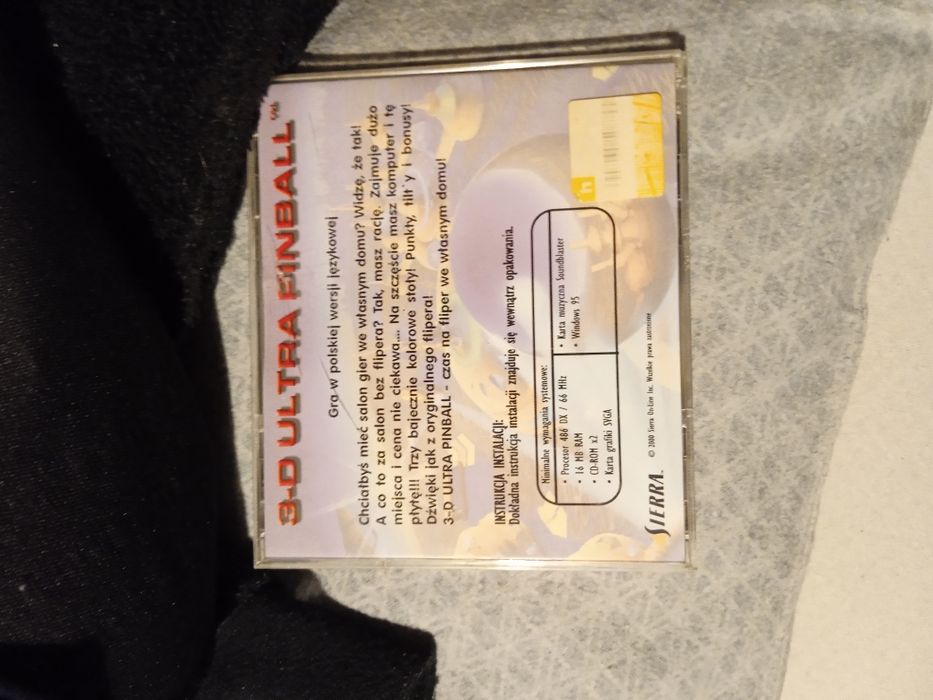 3-D ULTRA PINBALL
Gra w polskiej wersji językowej
Chciałbyś mieć salon gier we własnym domu? Widzę, że tak!
A co to za salon bez flipera? Tak, masz rację. Zajmuje dużo
miejsca i cena nie ciekawa.... Na szczęście masz komputer i tę
płytę!!! Trzy bajecznie kolorowe stoły! Punkty, tilt'y i bonusy!
Dźwięki jak z oryginalnego flipera!
3-D ULTRA PINBALL - czas na fliper we własnym domu!
INSTRUKCJA INSTALACJI:
Dokładna instrukcja instalacji znajduje się wewnątrz opakowania.
Minimalne wymagania systemowe:
• Procesor 486 DX / 66 MHz
• 16 MB RAM
• CD-ROM x2
• Karta grafiki SVGA
• Karta muzyczna Soundblaster
• Windows 95
SIERRA © 2000 Sierra On-Line Inc. Wszelkie prawa zastrzeżone